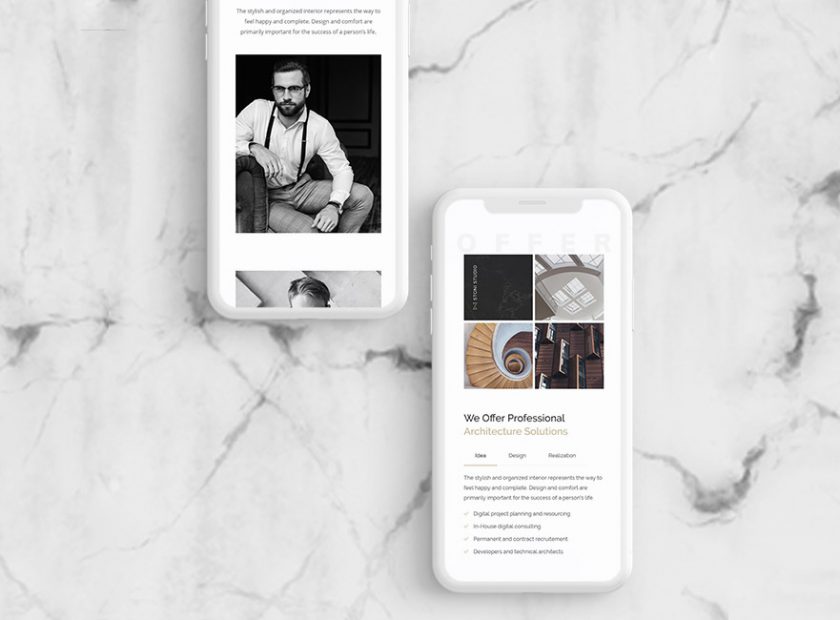 The stylish and organized interior represents the way to
feel happy and complete. Design and comfort are
primarily important for the success of a person's life.
OFFER
STONI STUDIO
We Offer Professional
Architecture Solutions
Idea Design Realization
The stylish and organized interior represents the way to
feel happy and complete. Design and comfort are
primarily important for the success of a person's life
Digital project planning and resourcing
In-House digital consulting
Permanent and contract recruitement
Developers and technical architects